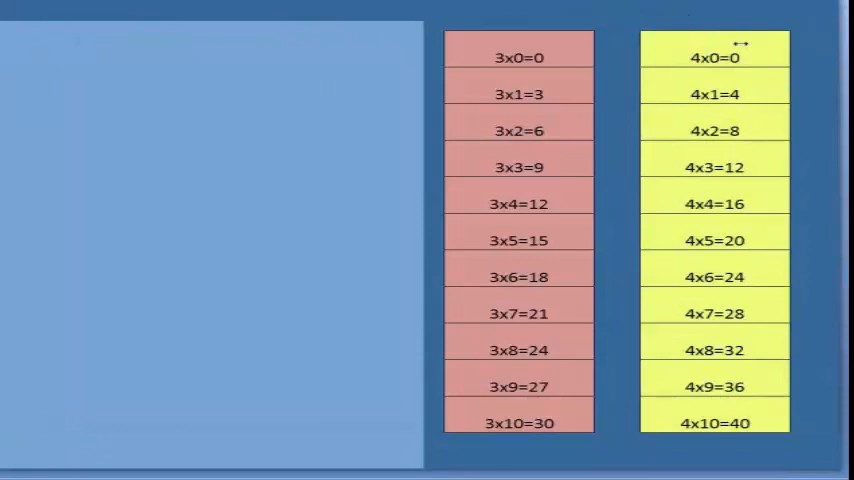 3x0=0
3x1=3
3x2=6
3x3=9
3x4=12
3x5=15
3x6=18
3x7=21
3x8=24
3x9=27
3x10=30
4x0=0
4x1=4
4x2=8
4x3=12
4x4=16
4x5=20
4x6=24
4x7=28
4x8=32
4x9=36
4x10=40